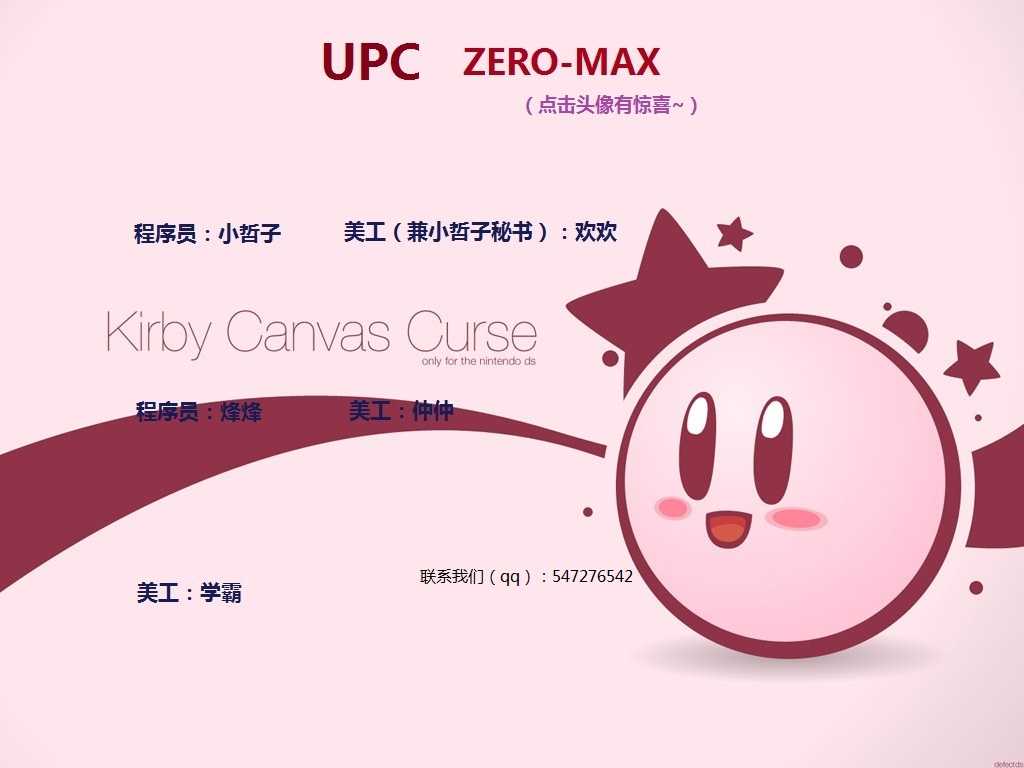 UPC ZERO-MAX
（点击头像有惊喜~）
程序员：小哲子 美工（兼小哲子秘书）：欢欢
Kirby Canvas Curse
only for the nintendo ds
程序员：烽烽 美工：仲仲
美工：学霸 联系我们（qq）：547276542
defectds